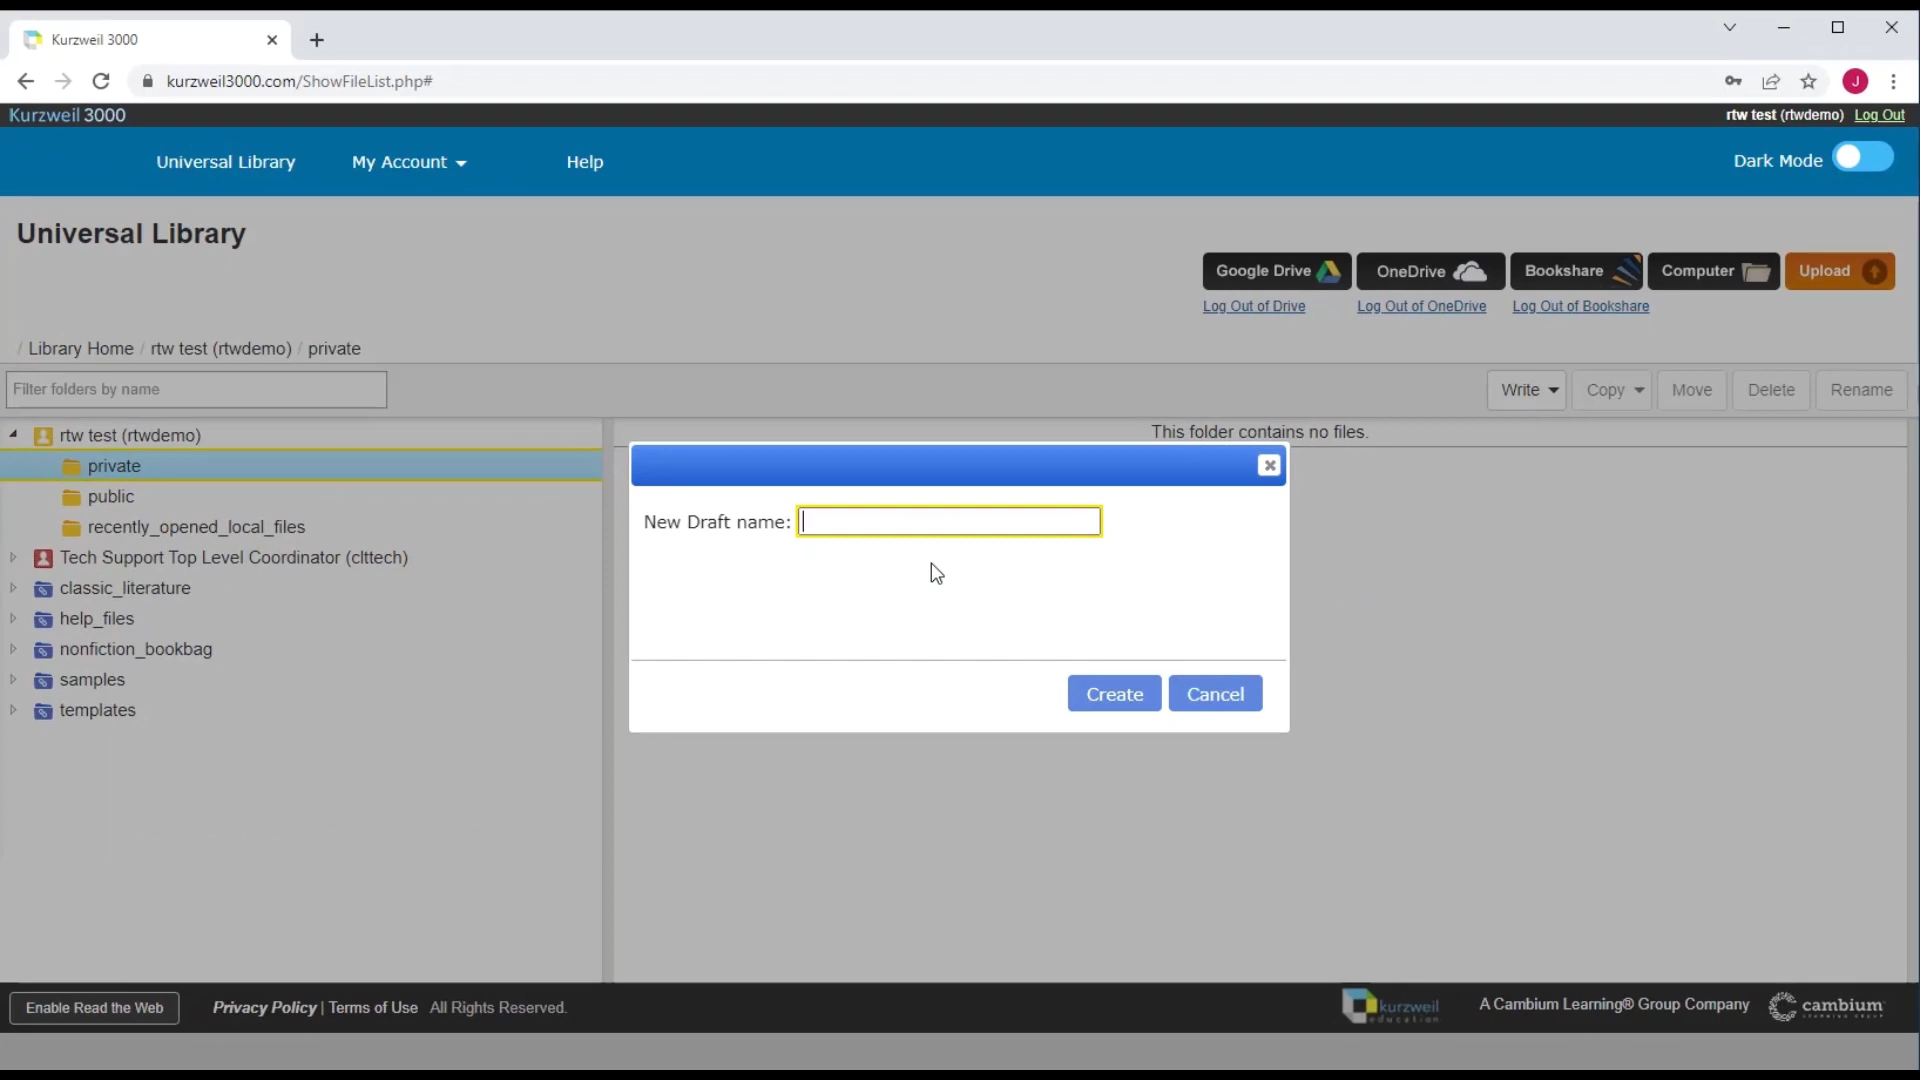 Kurzweil 3000
kurzweil3000.com/ShowFileList.php#
J
Kurzweil 3000
rtw test (rtwdemo) Log Out
Universal Library My Account Help
Dark Mode
Universal Library
Google Drive OneDrive Bookshare Computer Upload
Log Out of Drive Log Out of OneDrive Log Out of Bookshare
/ Library Home / rtw test (rtwdemo) / private
Filter folders by name
Write Copy Move Delete Rename
rtw test (rtwdemo)
This folder contains no files.
private
public
recently_opened_local_files
Tech Support Top Level Coordinator (clttech)
classic_literature
help_files
nonfiction_bookbag
samples
templates
New Draft name:
Create Cancel
Enable Read the Web
Privacy Policy | Terms of Use All Rights Reserved.
kurzweil
education
A Cambium Learning® Group Company
cambium
LEARNING GROUP